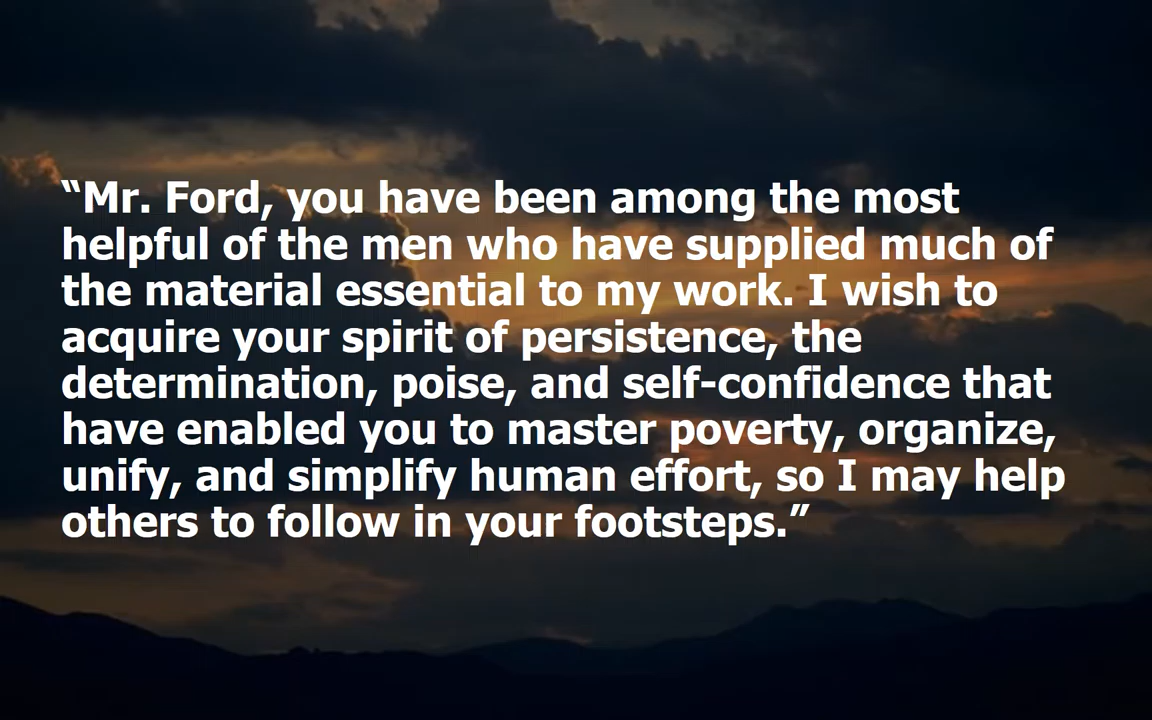 “Mr. Ford, you have been among the most
helpful of the men who have supplied much of
the material essential to my work. I wish to
acquire your spirit of persistence, the
determination, poise, and self-confidence that
have enabled you to master poverty, organize,
unify, and simplify human effort, so I may help
others to follow in your footsteps.”